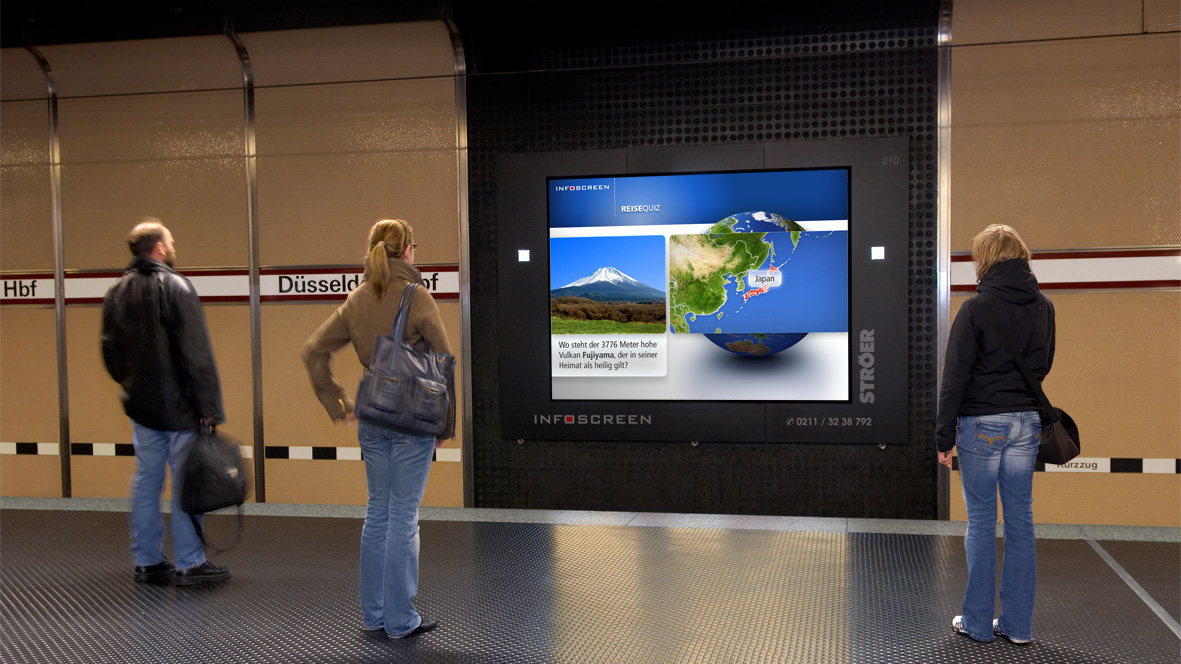 210
INFOSCREEN
REISEQUIZ
Japan
Hbf
Düsseld
bf
Wo steht der 3776 Meter hohe
Vulkan Fujiyama, der in seiner
Heimat als heilig gilt?
STRÖER
INFOSCREEN
✆ 0211 / 32 38 792
Kurzzug